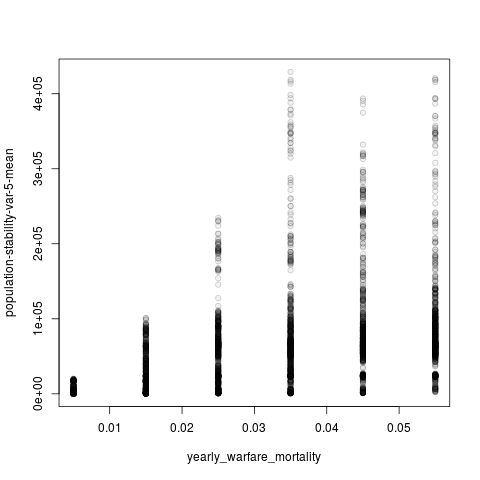 population-stability-var-5-mean
4e+05
3e+05
2e+05
1e+05
0e+00
0.01 0.02 0.03 0.04 0.05
yearly_warfare_mortality